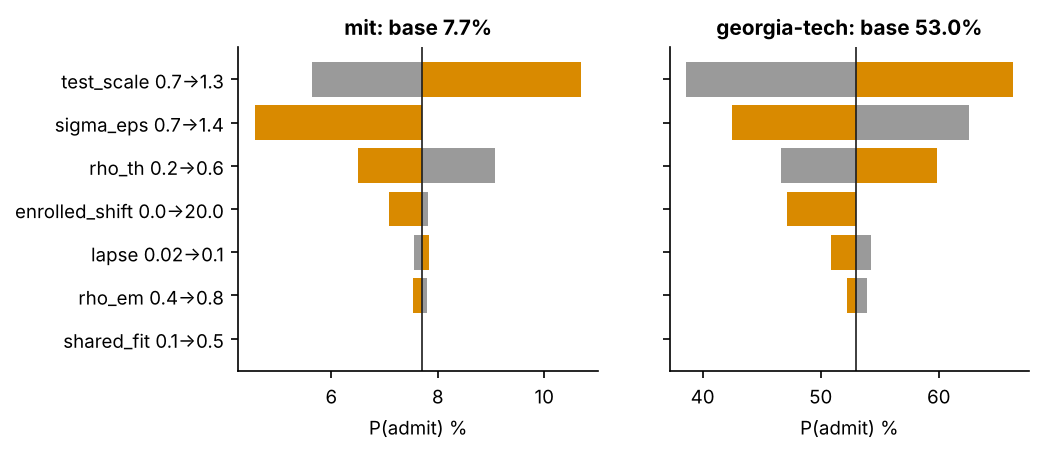 mit: base 7.7%
georgia-tech: base 53.0%
test_scale 0.7→1.3
sigma_eps 0.7→1.4
rho_th 0.2→0.6
enrolled_shift 0.0→20.0
lapse 0.02→0.1
rho_em 0.4→0.8
shared_fit 0.1→0.5
6 8 10
40 50 60
P(admit) %
P(admit) %